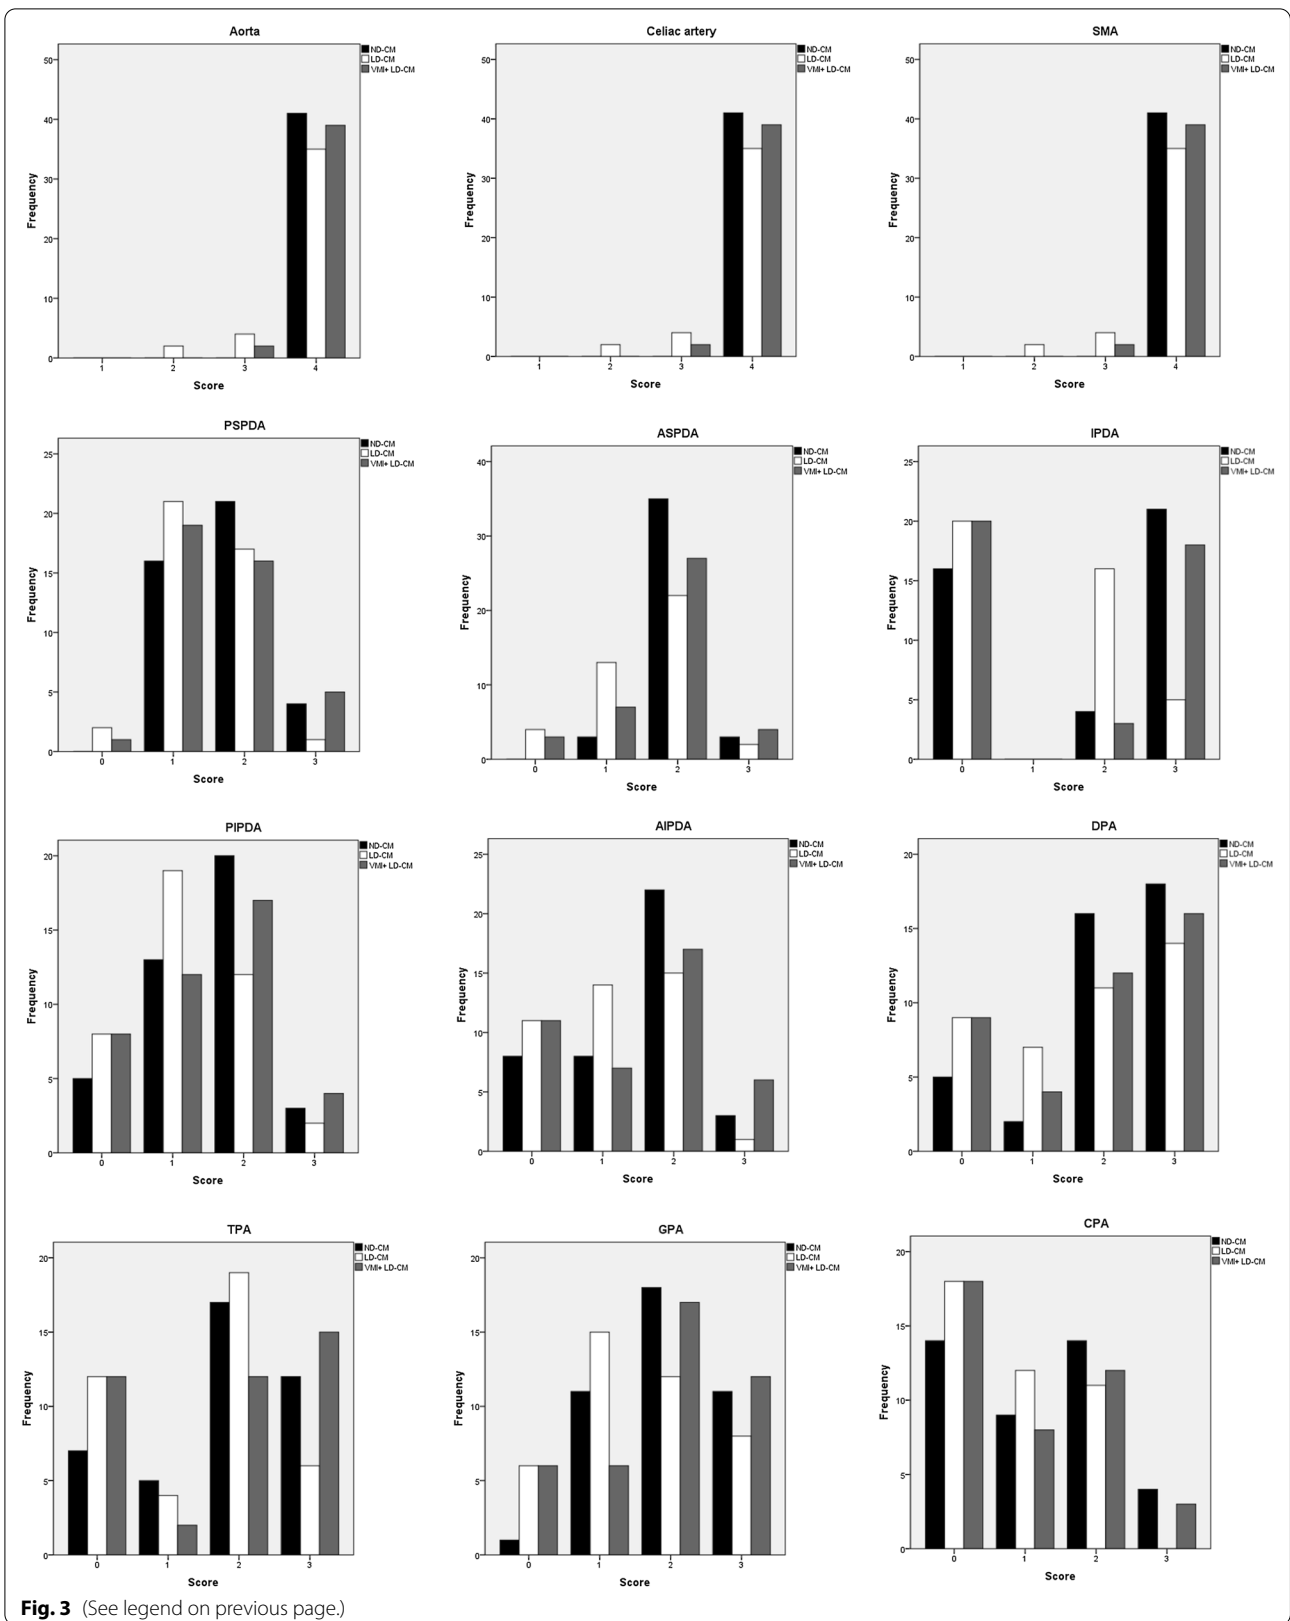 Aorta
ND-CM
LD-CM
VMI+ LD-CM
50
40
30
20
10
0
Frequency
1 2 3 4
Score
Celiac artery
ND-CM
LD-CM
VMI+ LD-CM
50
40
30
20
10
0
Frequency
1 2 3 4
Score
SMA
ND-CM
LD-CM
VMI+ LD-CM
50
40
30
20
10
0
Frequency
1 2 3 4
Score
PSPDA
ND-CM
LD-CM
VMI+ LD-CM
25
20
15
10
5
0
Frequency
0 1 2 3
Score
ASPDA
ND-CM
LD-CM
VMI+ LD-CM
40
30
20
10
0
Frequency
0 1 2 3
Score
IPDA
ND-CM
LD-CM
VMI+ LD-CM
25
20
15
10
5
0
Frequency
0 1 2 3
Score
PIPDA
ND-CM
LD-CM
VMI+ LD-CM
20
15
10
5
0
Frequency
0 1 2 3
Score
AIPDA
ND-CM
LD-CM
VMI+ LD-CM
25
20
15
10
5
0
Frequency
0 1 2 3
Score
DPA
ND-CM
LD-CM
VMI+ LD-CM
20
15
10
5
0
Frequency
0 1 2 3
Score
TPA
ND-CM
LD-CM
VMI+ LD-CM
20
15
10
5
0
Frequency
0 1 2 3
Score
GPA
ND-CM
LD-CM
VMI+ LD-CM
20
15
10
5
0
Frequency
0 1 2 3
Score
CPA
ND-CM
LD-CM
VMI+ LD-CM
20
15
10
5
0
Frequency
0 1 2 3
Score
Fig. 3 (See legend on previous page.)